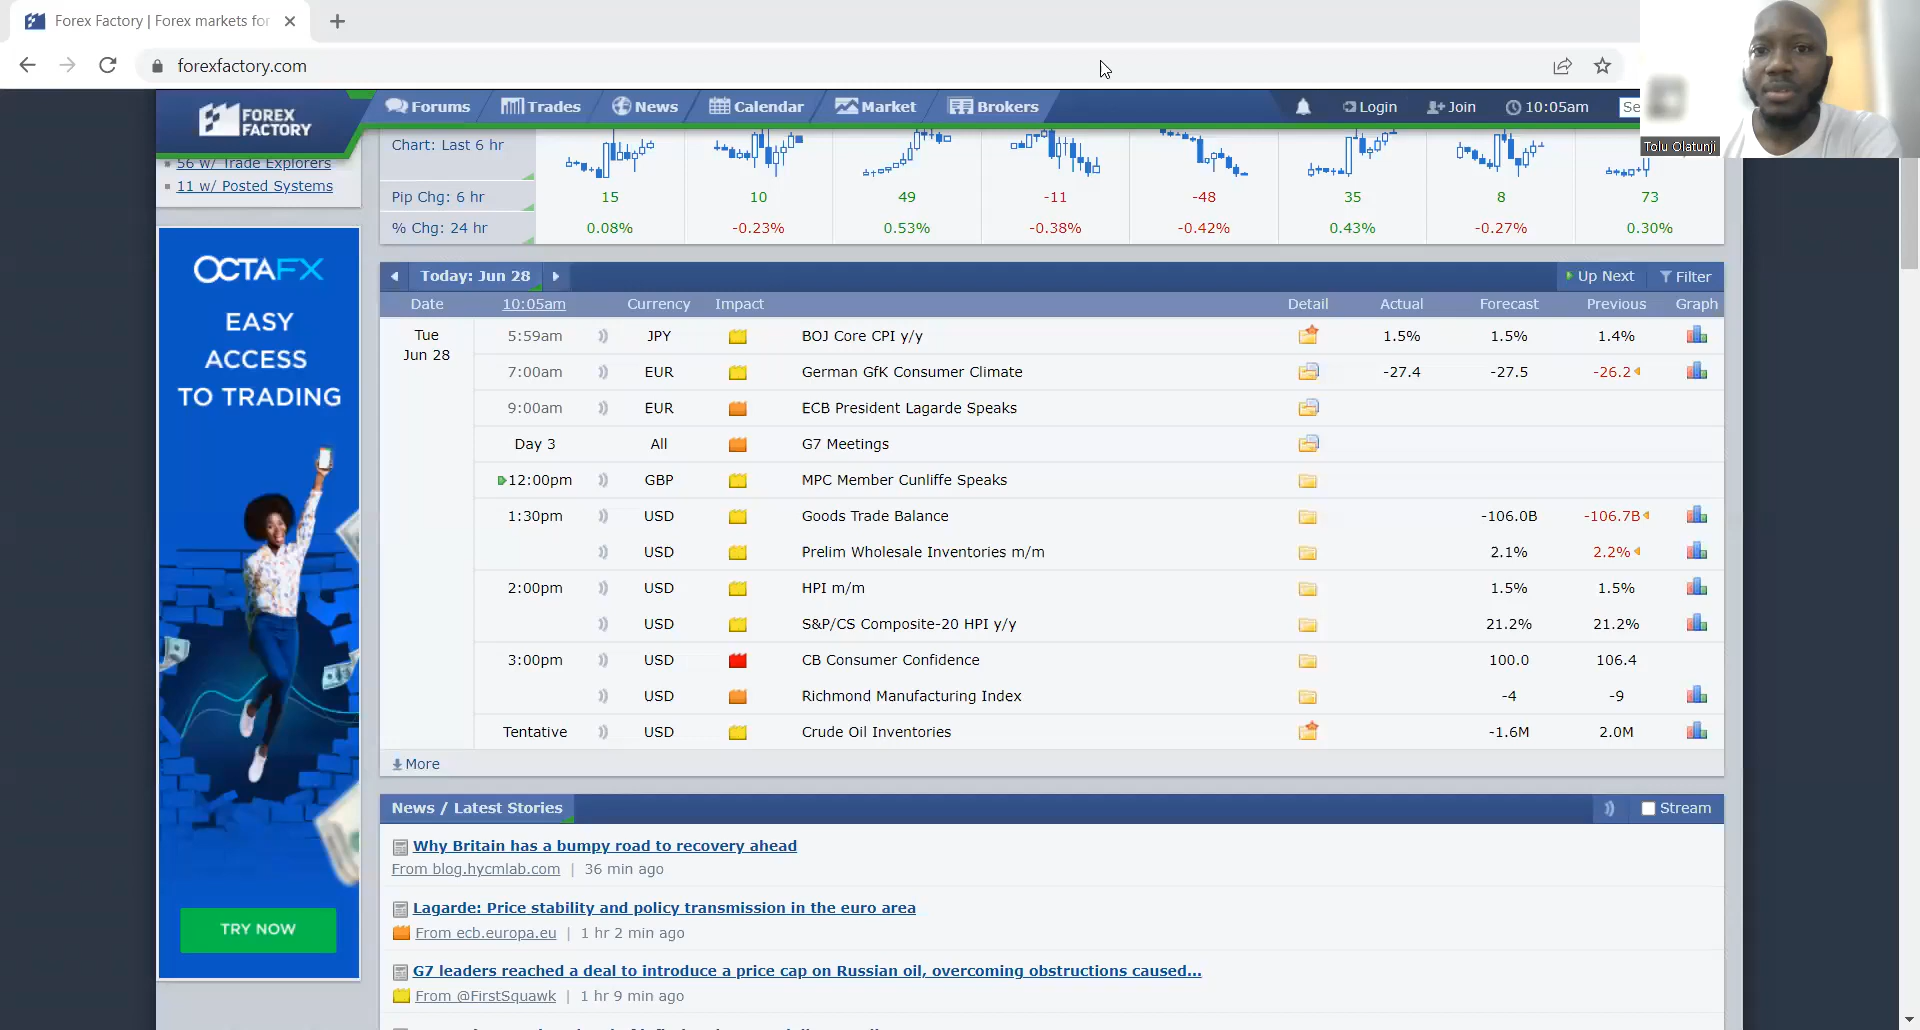 Forex Factory | Forex markets for
forexfactory.com
FOREX FACTORY
Forums Trades News Calendar Market Brokers Login Join 10:05am Se
Tolu Olatunji
56 w/ Trade Explorers
11 w/ Posted Systems
Chart: Last 6 hr
Pip Chg: 6 hr 15 10 49 -11 -48 35 8 73
% Chg: 24 hr 0.08% -0.23% 0.53% -0.38% -0.42% 0.43% -0.27% 0.30%
OCTAFX
EASY
ACCESS
TO TRADING
TRY NOW
Today: Jun 28 Up Next Filter
Date 10:05am Currency Impact Detail Actual Forecast Previous Graph
Tue
Jun 28
5:59am JPY BOJ Core CPI y/y 1.5% 1.5% 1.4%
7:00am EUR German GfK Consumer Climate -27.4 -27.5 -26.2
9:00am EUR ECB President Lagarde Speaks
Day 3 All G7 Meetings
12:00pm GBP MPC Member Cunliffe Speaks
1:30pm USD Goods Trade Balance -106.0B -106.7B
USD Prelim Wholesale Inventories m/m 2.1% 2.2%
2:00pm USD HPI m/m 1.5% 1.5%
USD S&P/CS Composite-20 HPI y/y 21.2% 21.2%
3:00pm USD CB Consumer Confidence 100.0 106.4
USD Richmond Manufacturing Index -4 -9
Tentative USD Crude Oil Inventories -1.6M 2.0M
More
News / Latest Stories Stream
Why Britain has a bumpy road to recovery ahead
From blog.hycmlab.com | 36 min ago
Lagarde: Price stability and policy transmission in the euro area
From ecb.europa.eu | 1 hr 2 min ago
G7 leaders reached a deal to introduce a price cap on Russian oil, overcoming obstructions caused...
From @FirstSquawk | 1 hr 9 min ago